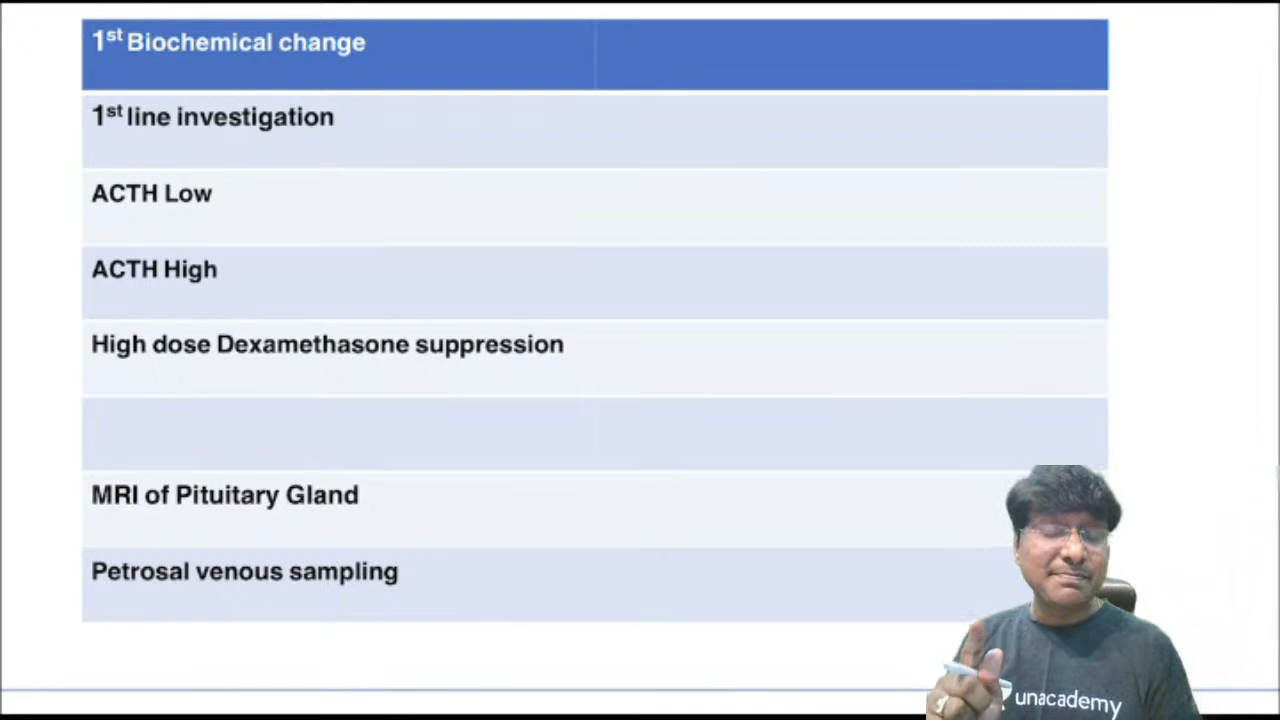 1st Biochemical change
1st line investigation
ACTH Low
ACTH High
High dose Dexamethasone suppression
MRI of Pituitary Gland
Petrosal venous sampling
unacademy